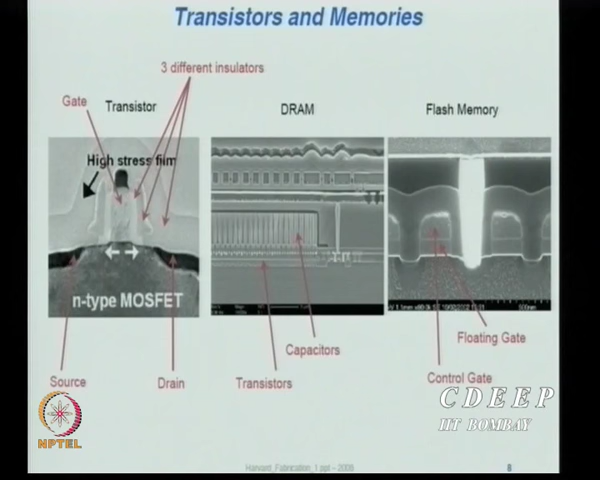 Transistors and Memories
3 different insulators
Gate
Transistor
DRAM
Flash Memory
High stress film
n-type MOSFET
Floating Gate
Capacitors
Control Gate
Source
Drain
Transistors
CDEEP
IIT BOMBAY
NPTEL
Harvard_Fabrication_1.ppt – 2009
8